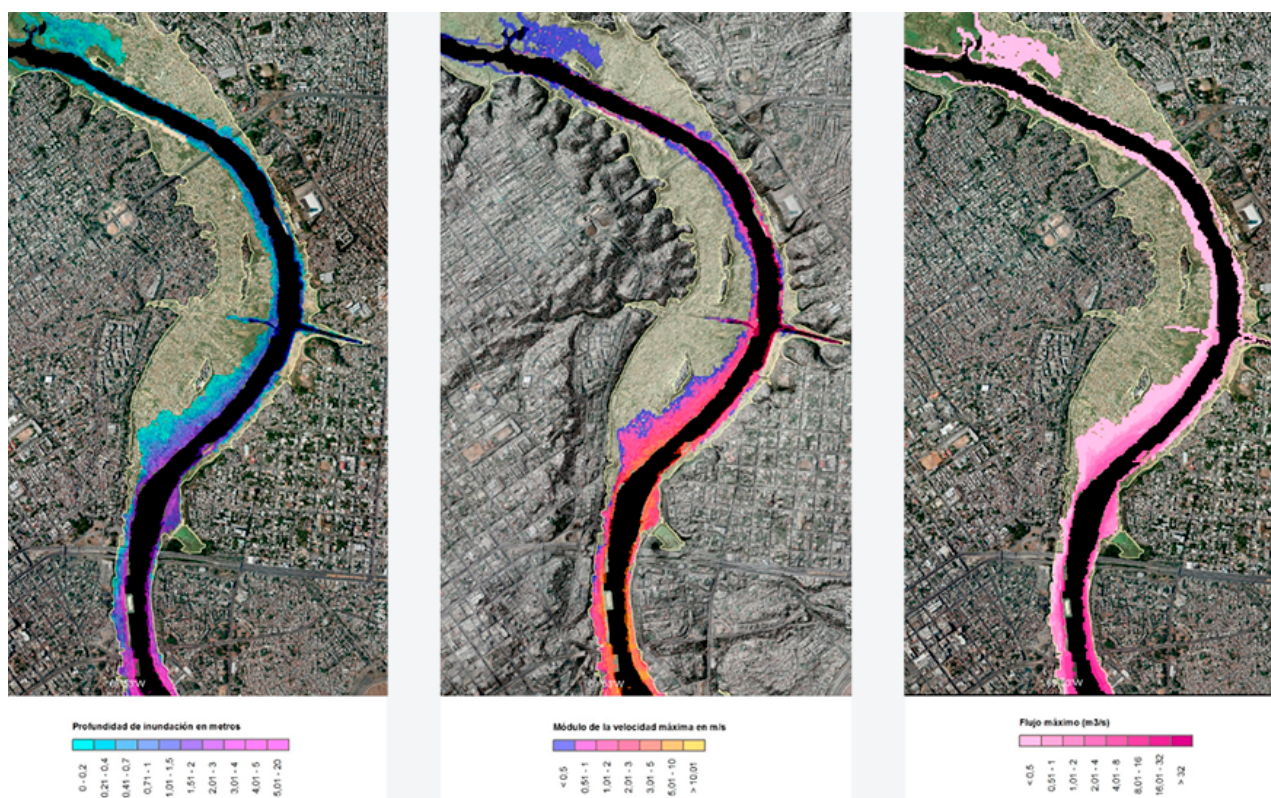 Profundidad de inundación en metros
0 - 0,2
0,21 - 0,4
0,41 - 0,7
0,71 - 1
1,01 - 1,5
1,51 - 2
2,01 - 3
3,01 - 4
4,01 - 5
5,01 - 20
Módulo de la velocidad máxima en m/s
< 0.5
0,51 - 1
1,01 - 2
2,01 - 3
3,01 - 5
5,01 - 10
> 10,01
Flujo máximo (m3/s)
< 0,5
0,51 - 1
1,01 - 2
2,01 - 4
4,01 - 8
8,01 - 16
16,01 - 32
> 32